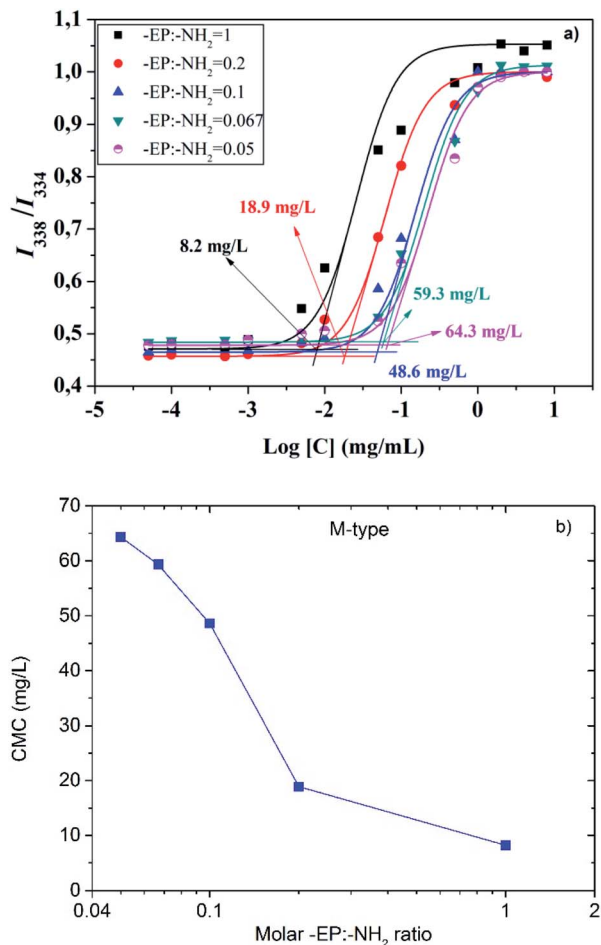 a)
-EP:-NH₂=1
-EP:-NH₂=0.2
-EP:-NH₂=0.1
-EP:-NH₂=0.067
-EP:-NH₂=0.05
1,1
1,0
0,9
0,8
0,7
0,6
0,5
0,4
I₃₃₈/I₃₃₄
18.9 mg/L
8.2 mg/L
59.3 mg/L
64.3 mg/L
48.6 mg/L
-5 -4 -3 -2 -1 0 1
Log [C] (mg/mL)
M-type b)
70
60
50
40
30
20
10
0
CMC (mg/L)
0.04 0.1 1 2
Molar -EP:-NH₂ ratio